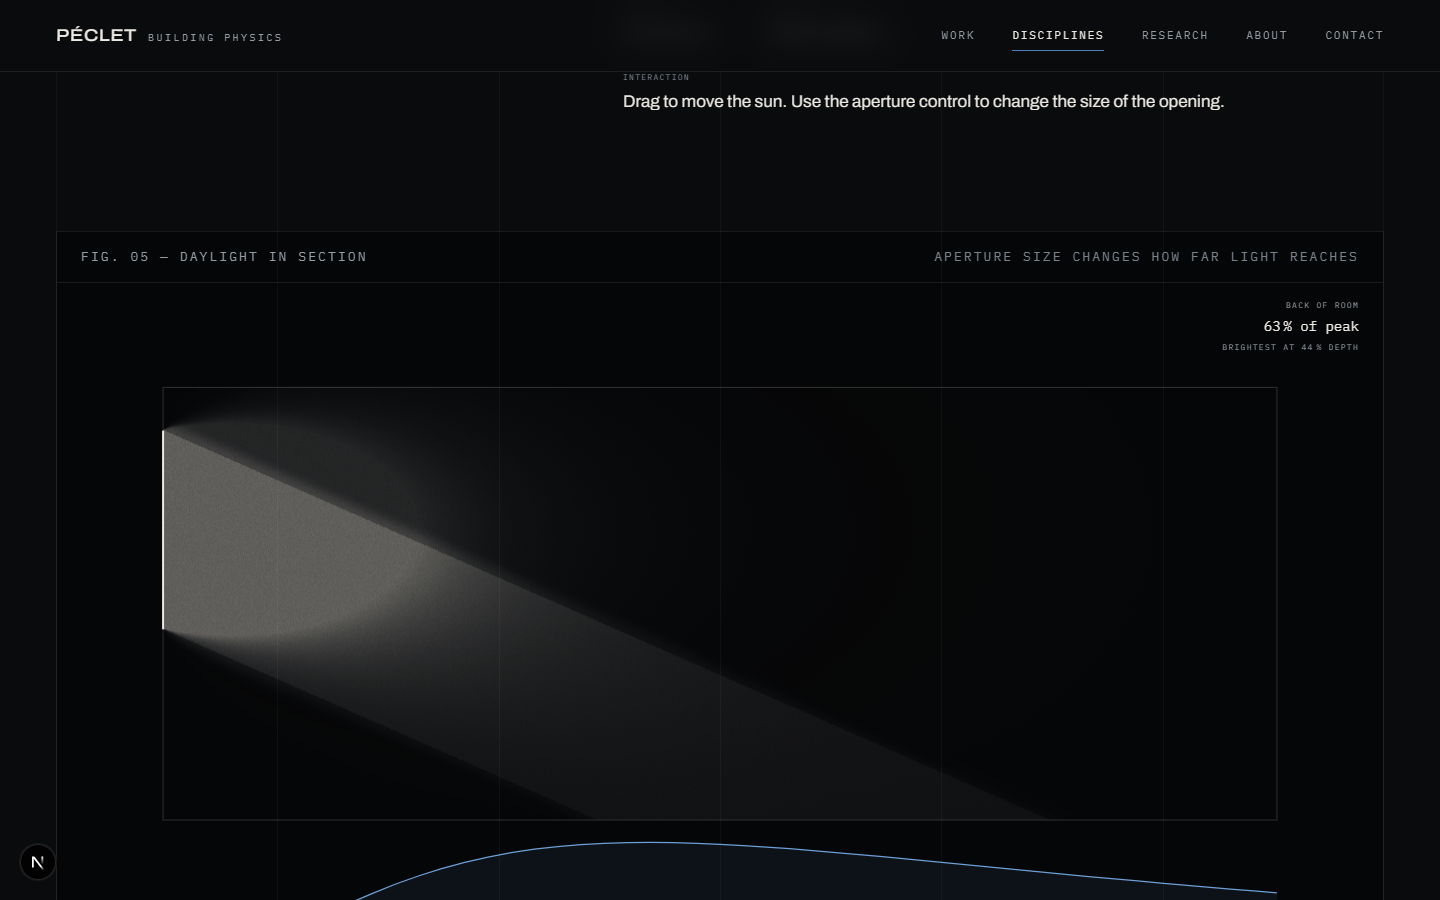 PÉCLET BUILDING PHYSICS
WORK DISCIPLINES RESEARCH ABOUT CONTACT
INTERACTION
Drag to move the sun. Use the aperture control to change the size of the opening.
FIG. 05 — DAYLIGHT IN SECTION
APERTURE SIZE CHANGES HOW FAR LIGHT REACHES
BACK OF ROOM
63 % of peak
BRIGHTEST AT 44 % DEPTH
N